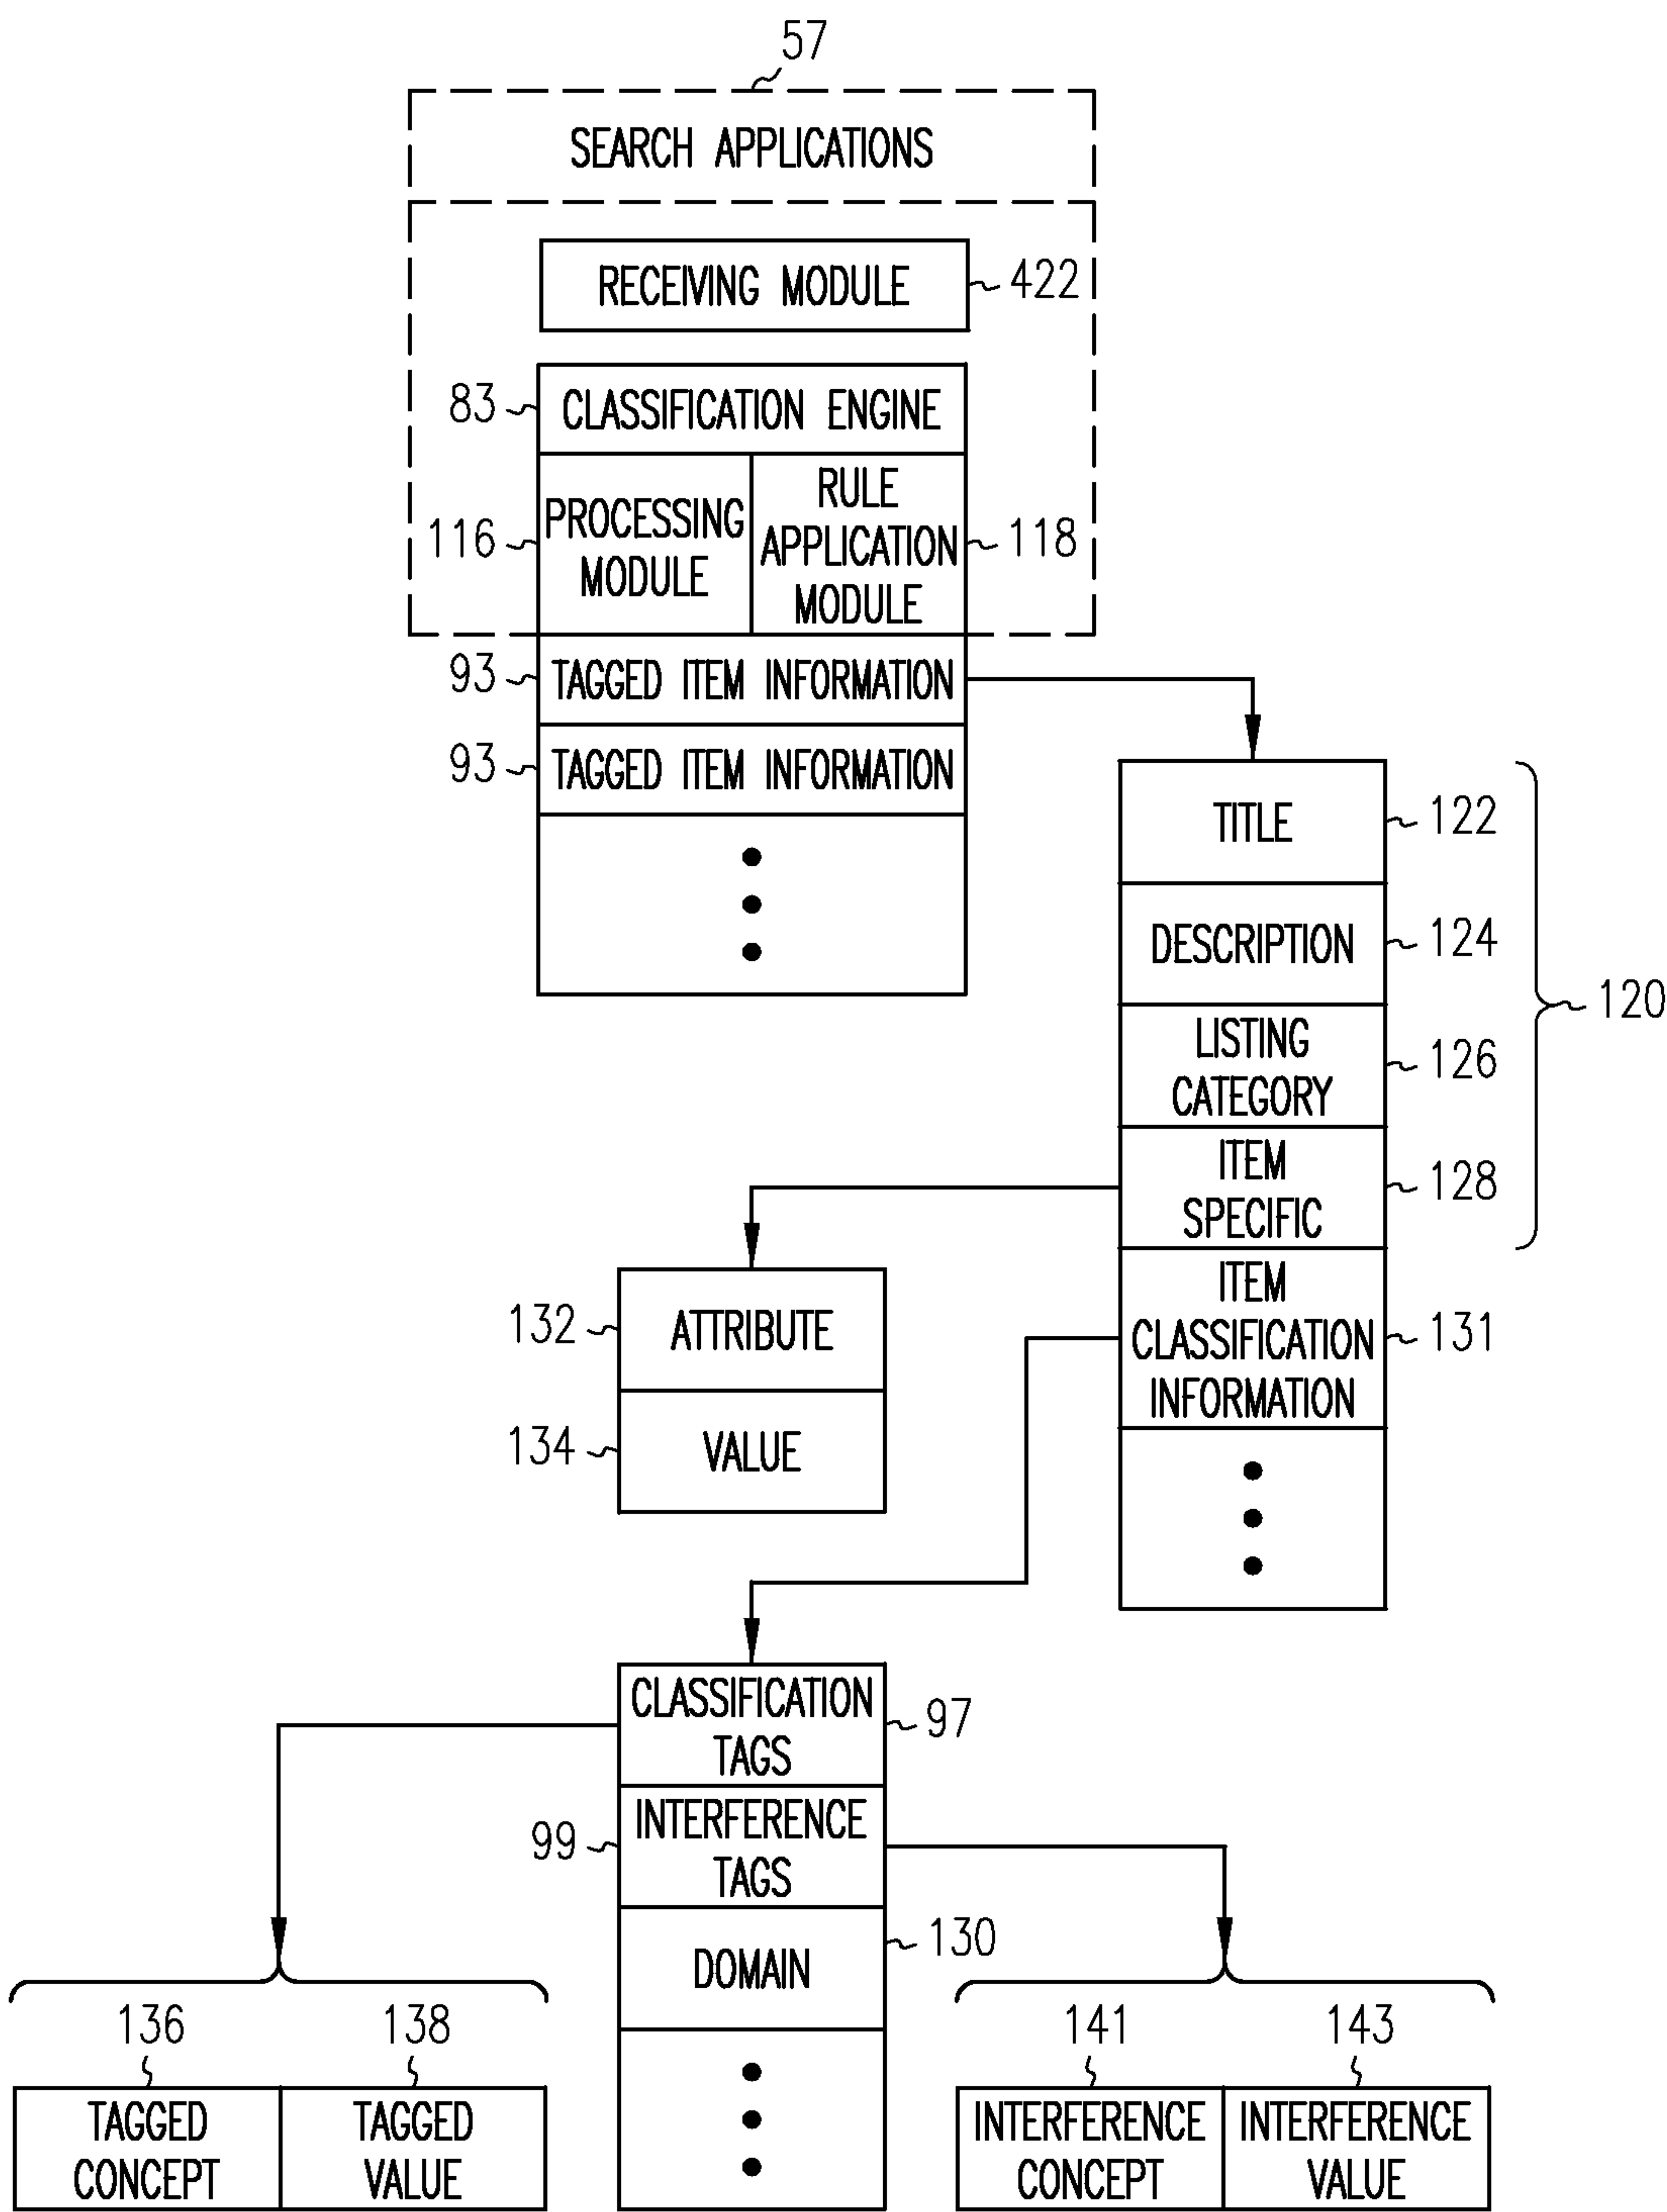 57
SEARCH APPLICATIONS
RECEIVING MODULE
422
83
CLASSIFICATION ENGINE
116
PROCESSING
MODULE
RULE
APPLICATION
MODULE
118
93
TAGGED ITEM INFORMATION
93
TAGGED ITEM INFORMATION
TITLE
122
DESCRIPTION
124
120
LISTING
CATEGORY
126
ITEM
SPECIFIC
128
ITEM
CLASSIFICATION
INFORMATION
131
132
ATTRIBUTE
134
VALUE
CLASSIFICATION
TAGS
97
99
INTERFERENCE
TAGS
DOMAIN
130
136
138
TAGGED
CONCEPT
TAGGED
VALUE
141
143
INTERFERENCE
CONCEPT
INTERFERENCE
VALUE